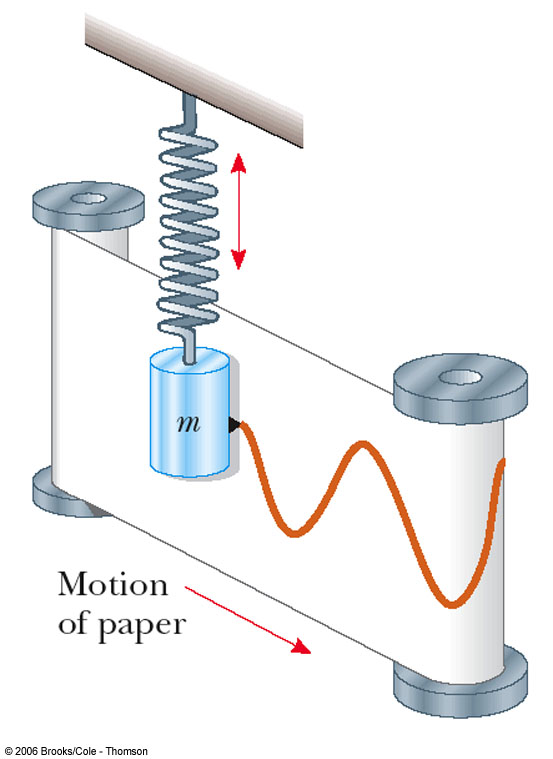 m
Motion
of paper
© 2006 Brooks/Cole - Thomson